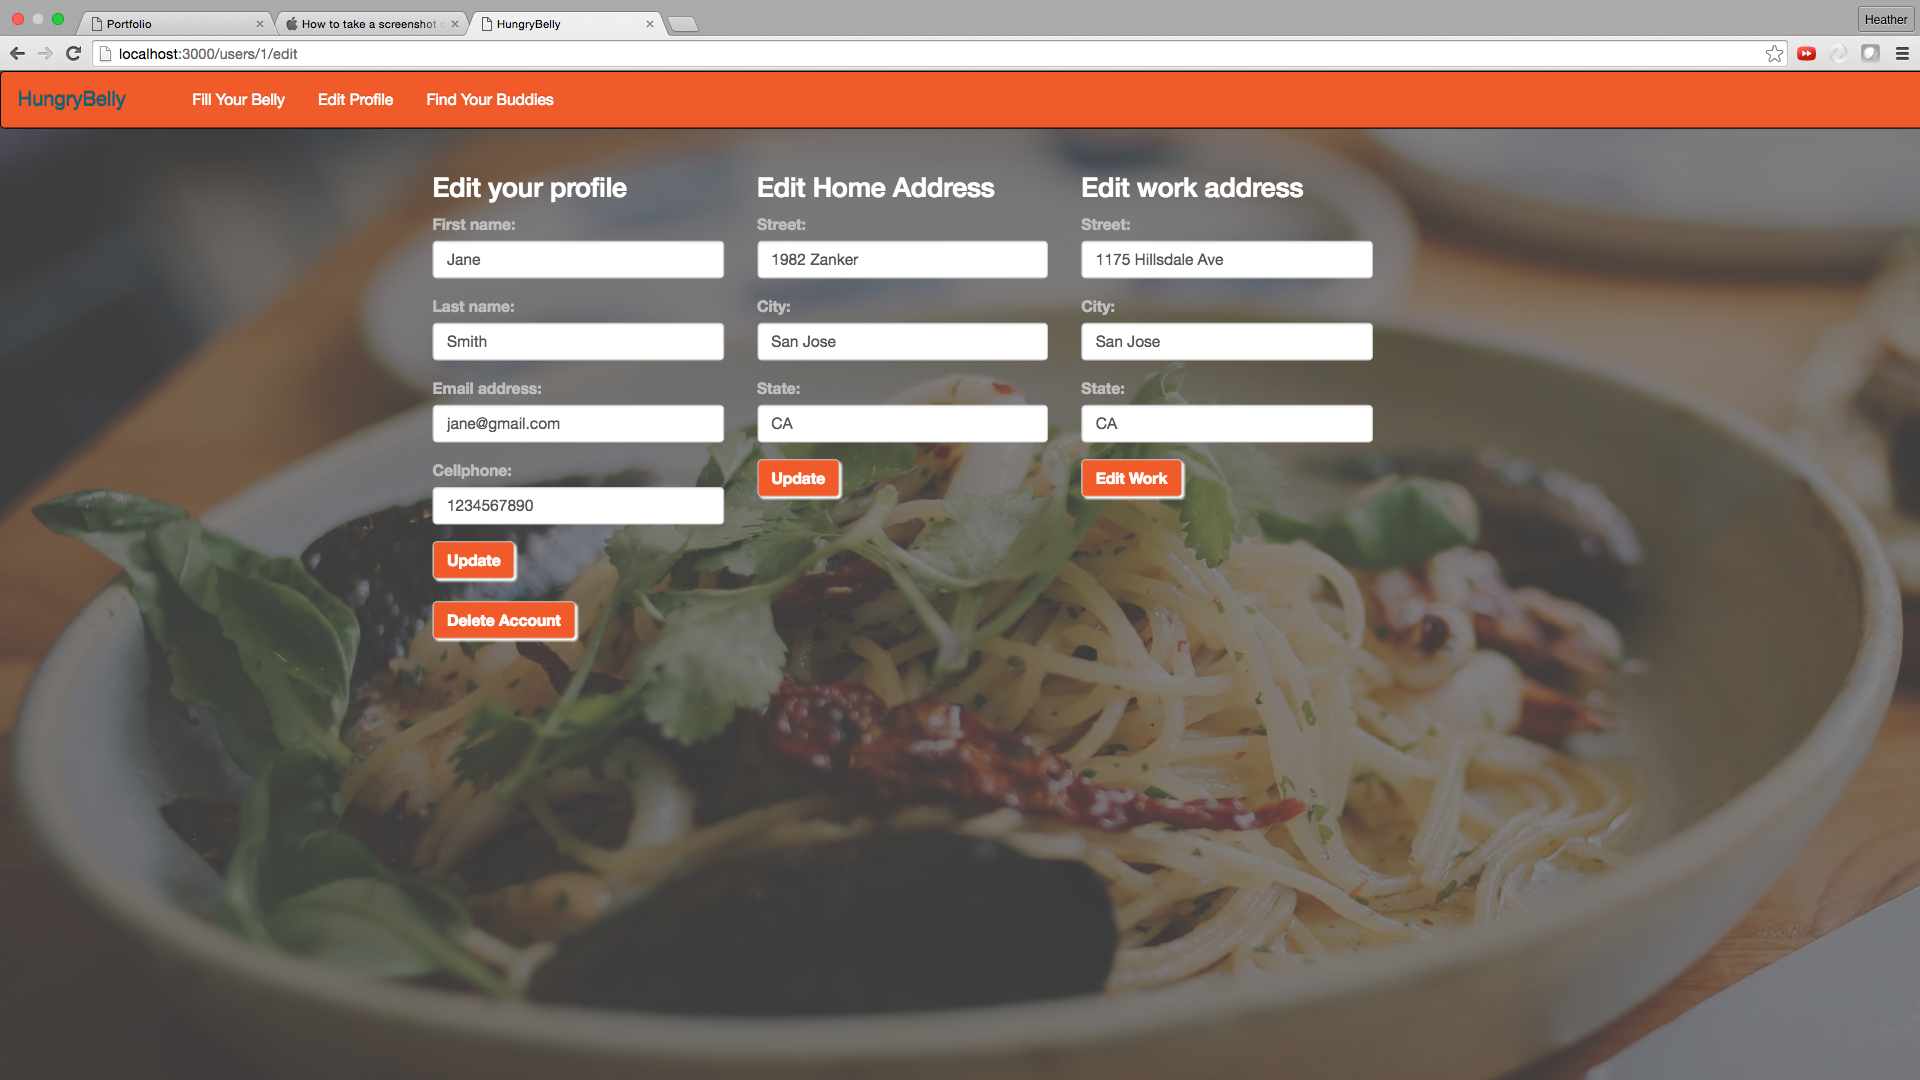 Portfolio
How to take a screenshot
HungryBelly
Heather
localhost:3000/users/1/edit
HungryBelly
Fill Your Belly
Edit Profile
Find Your Buddies
Edit your profile
First name:
Jane
Last name:
Smith
Email address:
jane@gmail.com
Cellphone:
1234567890
Update
Delete Account
Edit Home Address
Street:
1982 Zanker
City:
San Jose
State:
CA
Update
Edit work address
Street:
1175 Hillsdale Ave
City:
San Jose
State:
CA
Edit Work